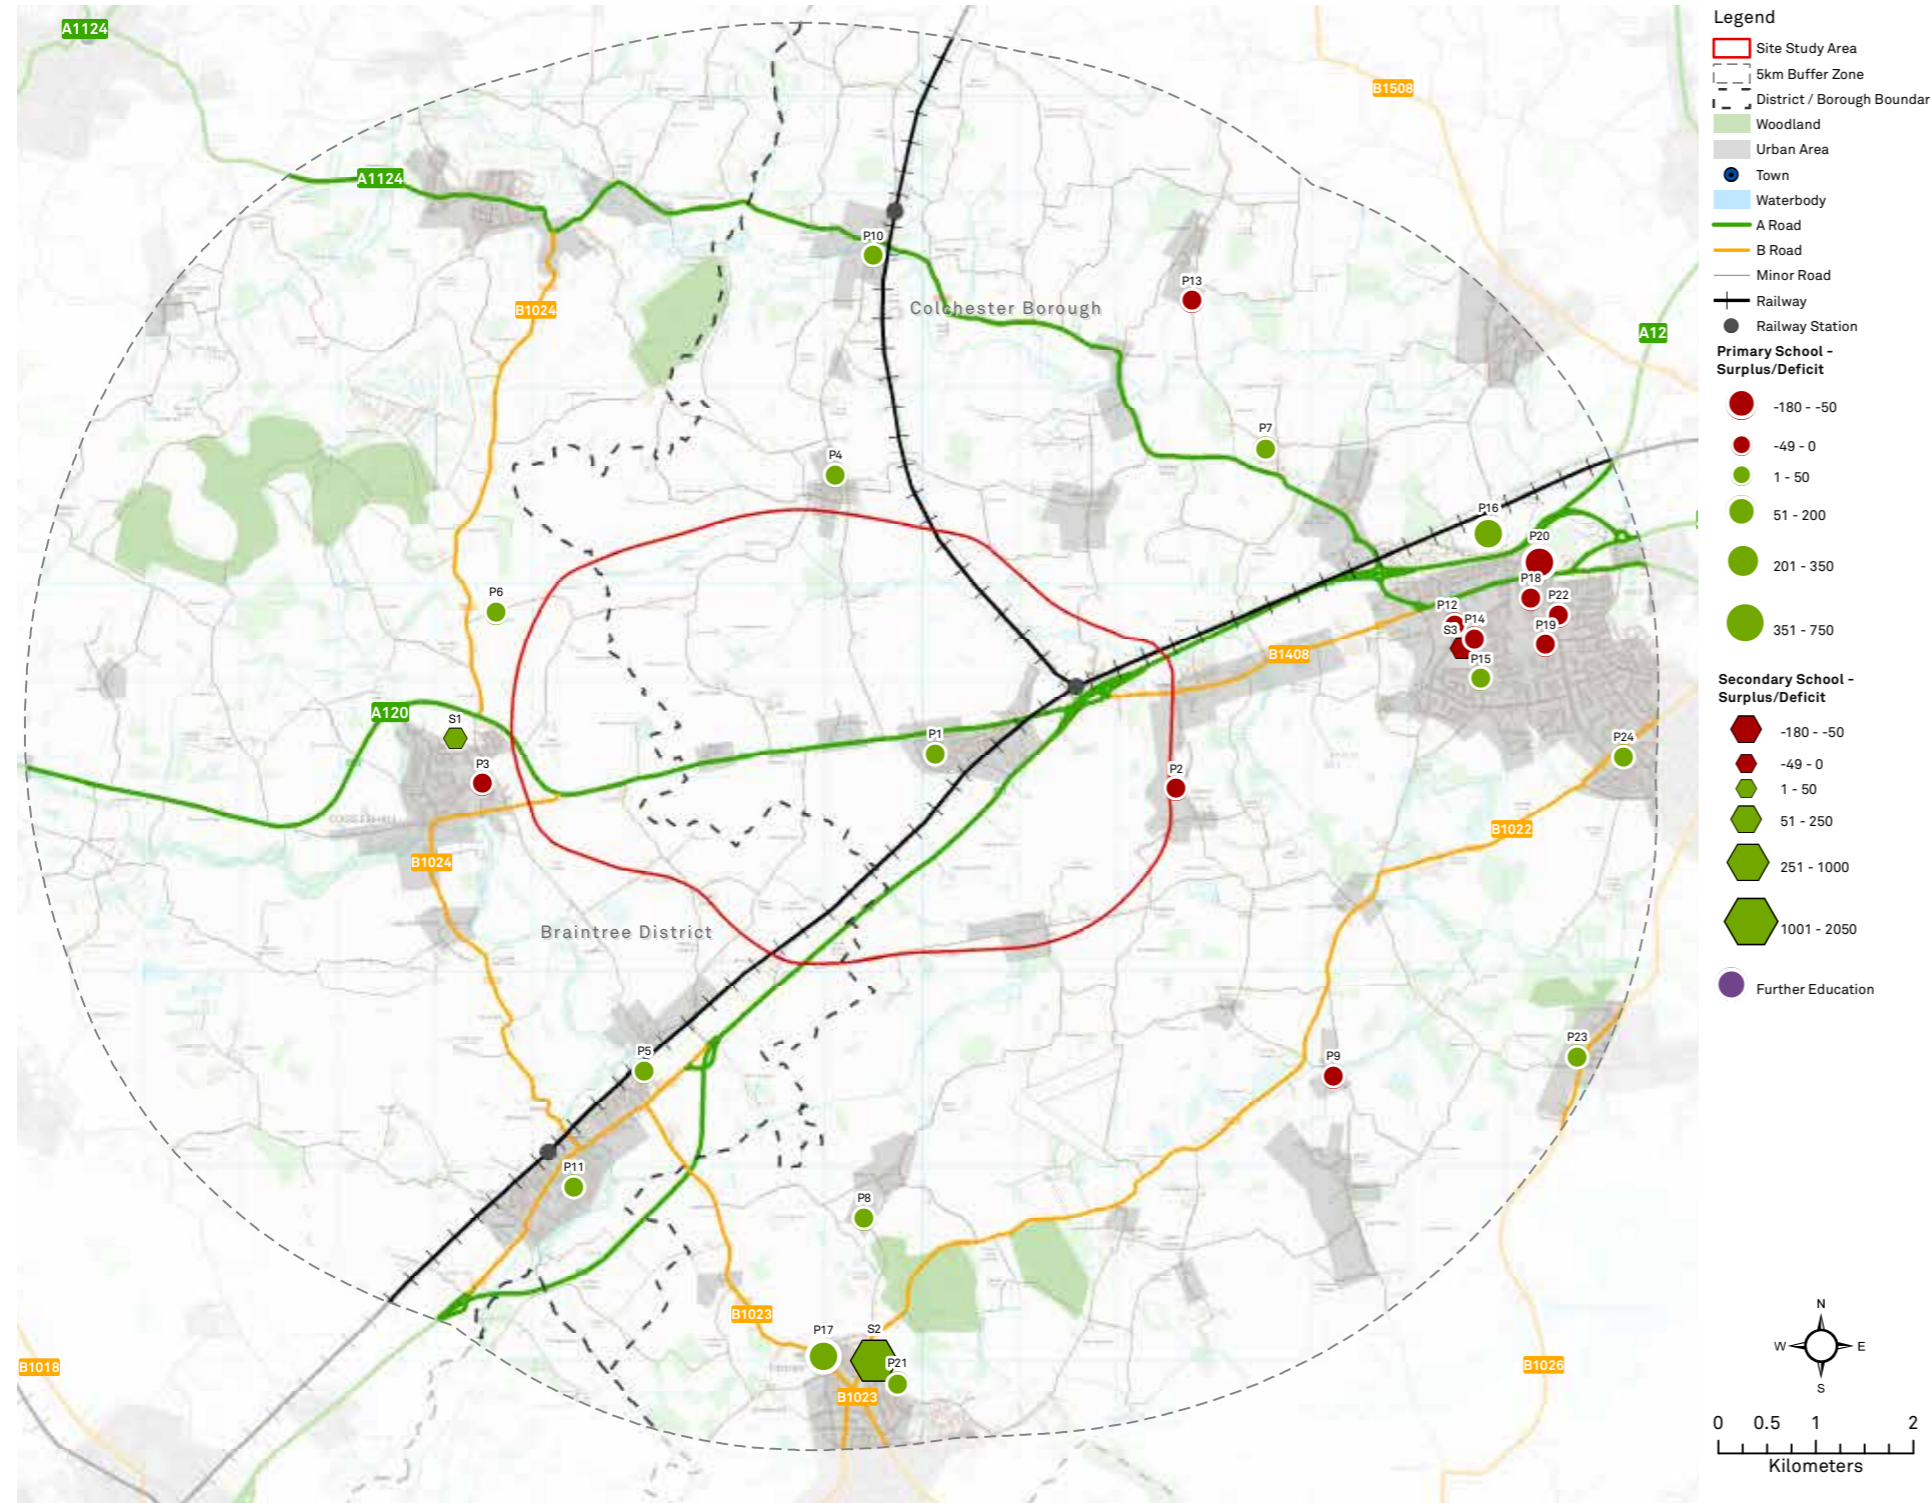 A1124
B1508
A1124
P10
P13
B1024
Colchester Borough
A12
P7
P4
P16
P20
P18
P6
P22
P12
P14
S3
P19
B1408
P15
A120
S1
P24
P1
P3
P2
B1022
B1024
Braintree District
P23
P9
P5
P11
P8
B1023
P17
S2
P21
B1018
B1026
B1023
Legend
Site Study Area
5km Buffer Zone
District / Borough Boundar
Woodland
Urban Area
Town
Waterbody
A Road
B Road
Minor Road
Railway
Railway Station
Primary School -
Surplus/Deficit
-180 - -50
-49 - 0
1 - 50
51 - 200
201 - 350
351 - 750
Secondary School -
Surplus/Deficit
-180 - -50
-49 - 0
1 - 50
51 - 250
251 - 1000
1001 - 2050
Further Education
N
W E
S
0 0.5 1 2
Kilometers